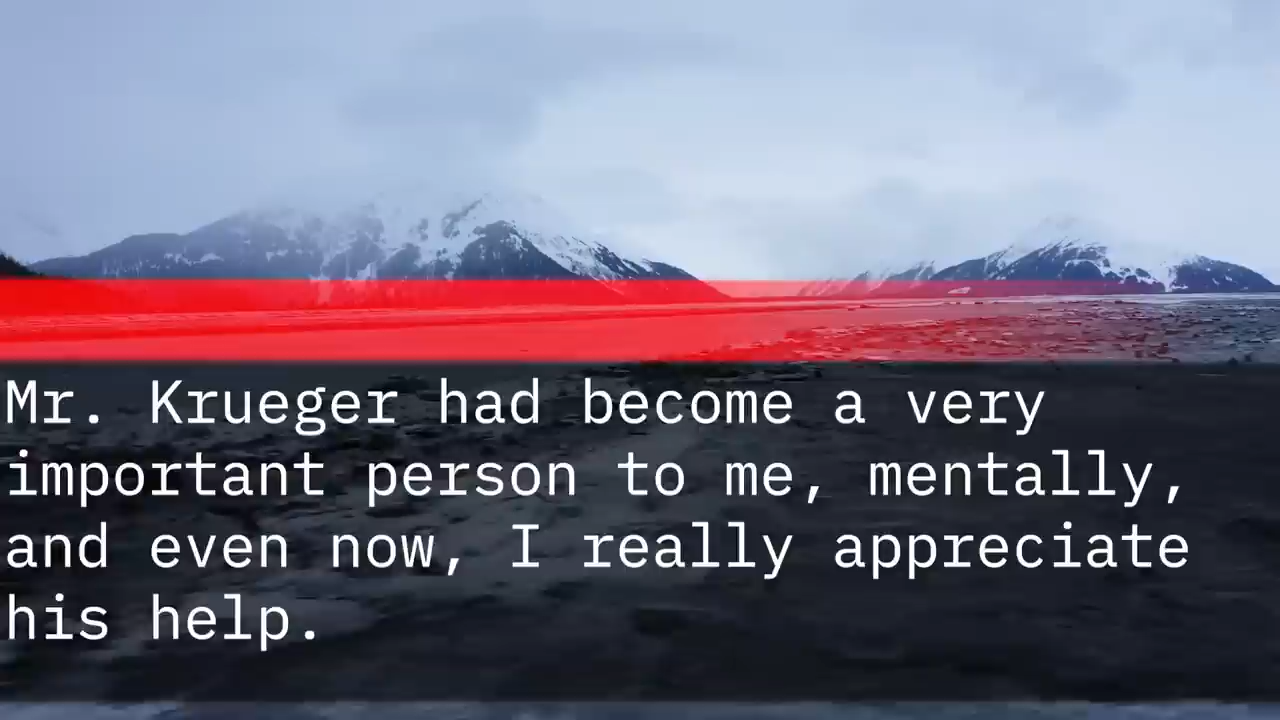 Mr. Krueger had become a very
important person to me, mentally,
and even now, I really appreciate
his help.